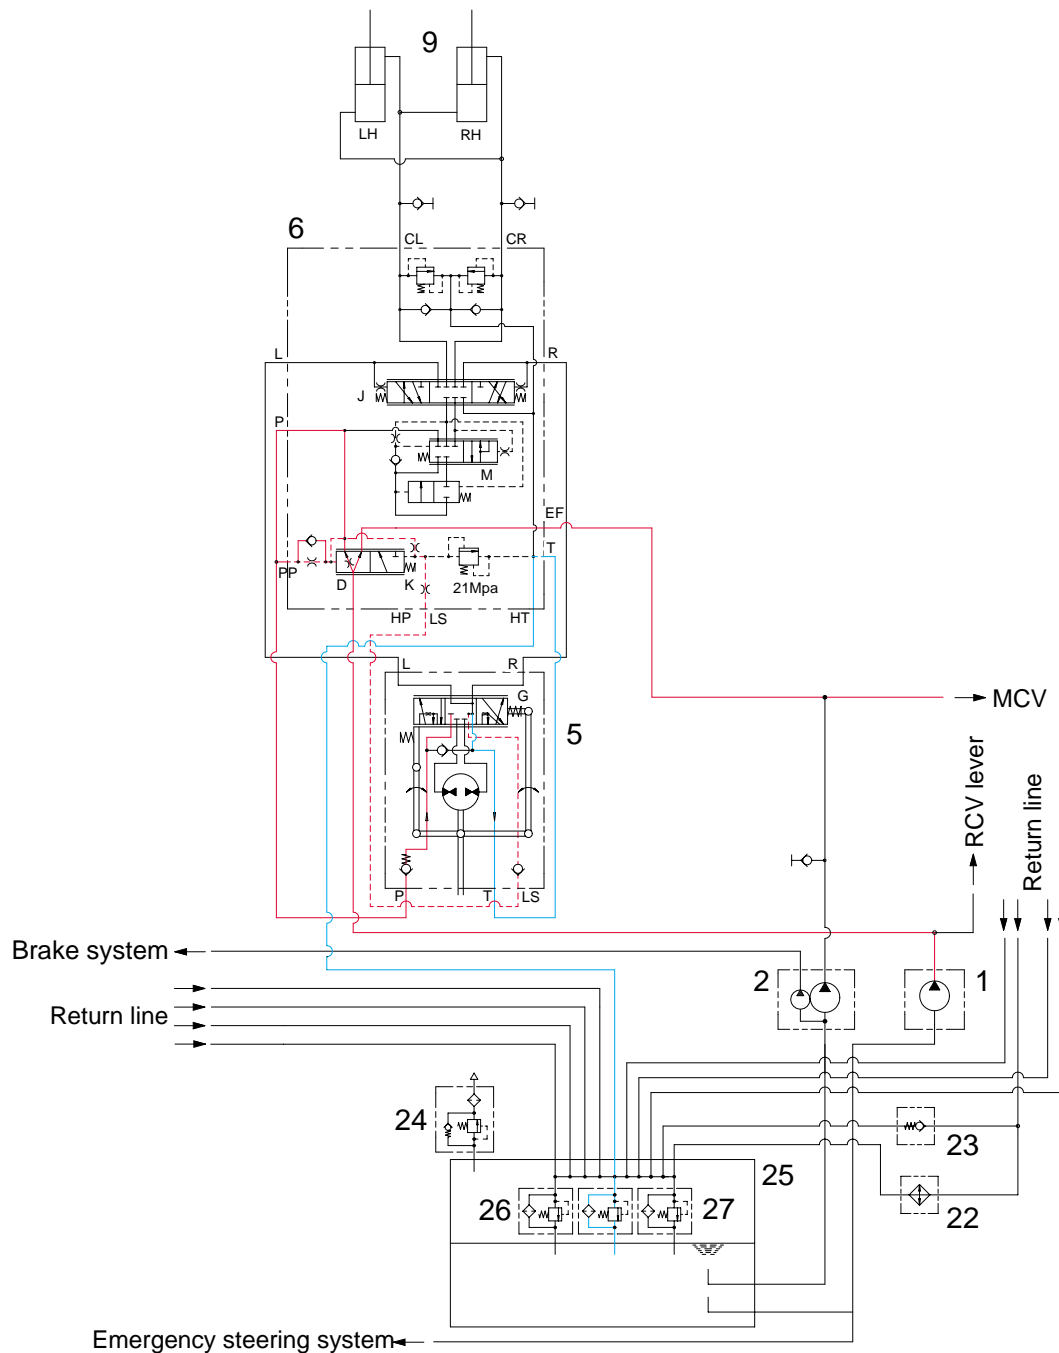 9
LH
RH
6
CL
CR
L
R
J
P
M
EF
T
PP
D
K
21Mpa
HP
LS
HT
L
R
G
5
MCV
RCV lever
Return line
P
T
LS
Brake system
2
1
Return line
24
23
25
26
27
22
Emergency steering system